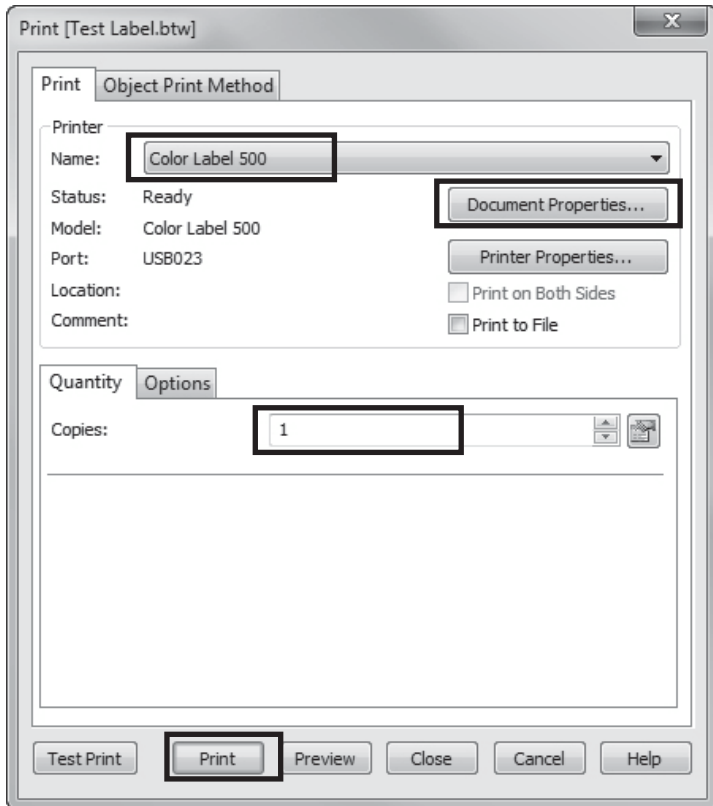 Print [Test Label.btw]
X
Print Object Print Method
Printer
Name: Color Label 500
Status: Ready Document Properties...
Model: Color Label 500
Port: USB023 Printer Properties...
Location: Print on Both Sides
Comment: Print to File
Quantity Options
Copies: 1
Test Print Print Preview Close Cancel Help